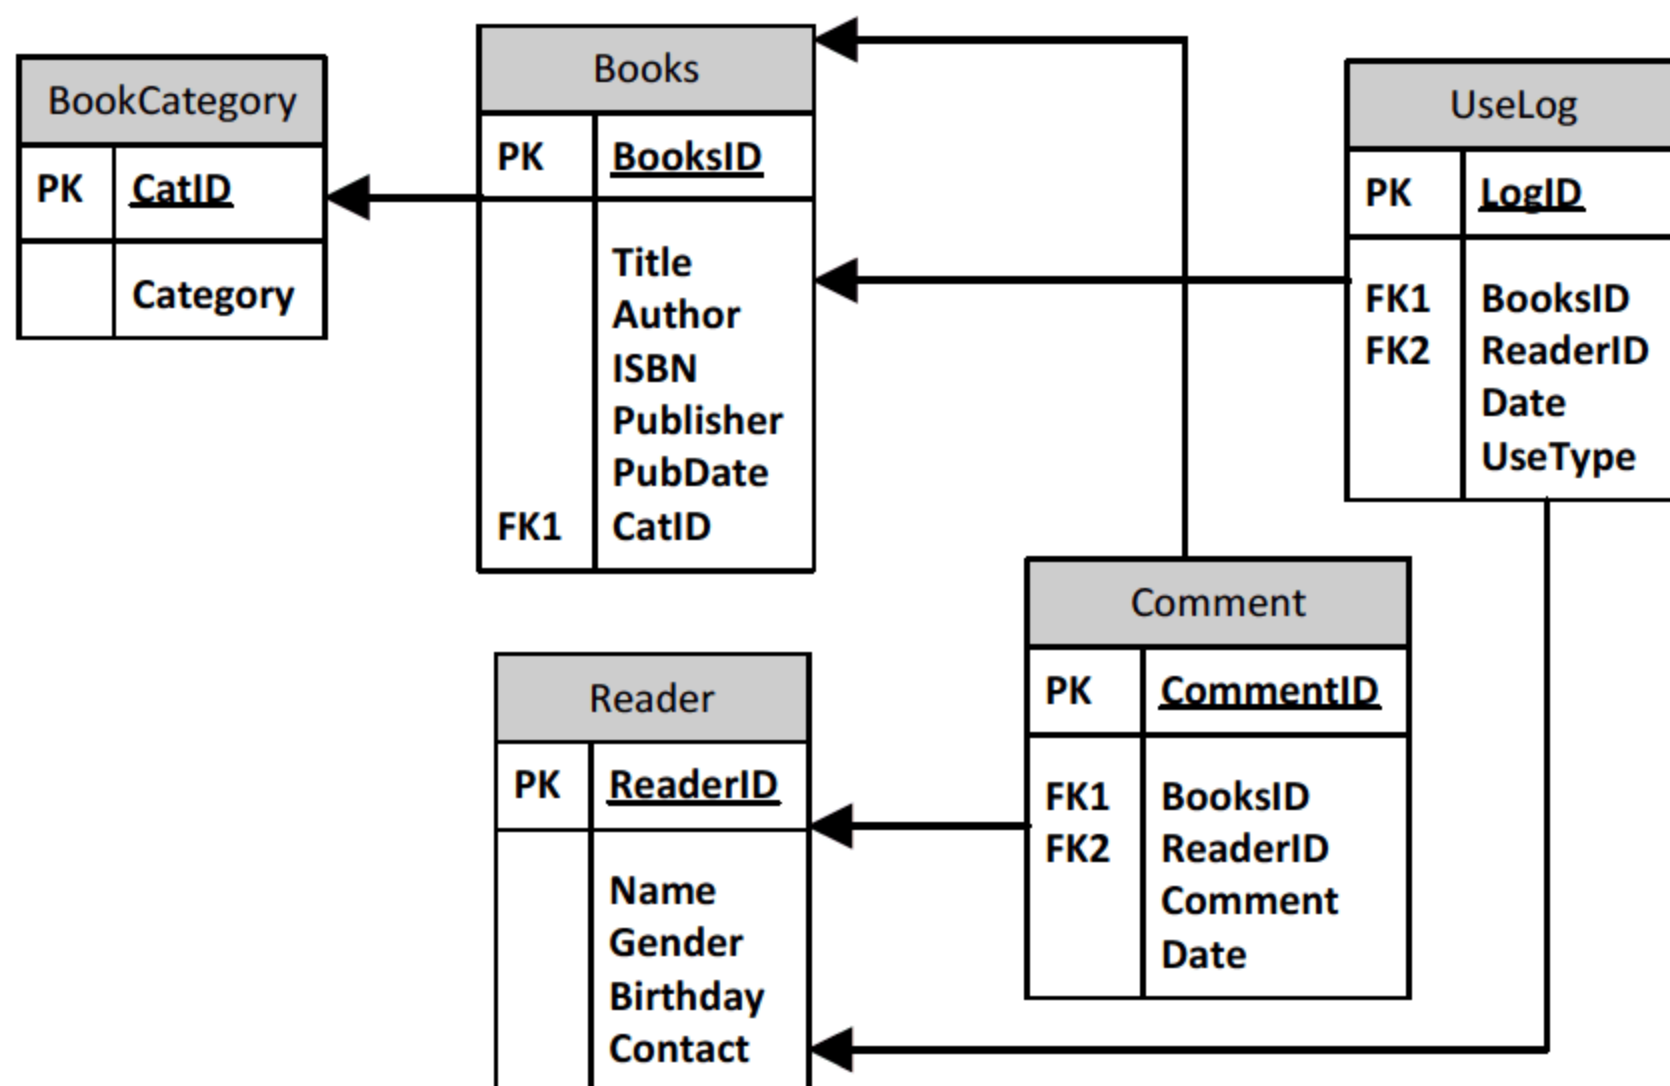 BookCategory
PK CatID
Category
Books
PK BooksID
Title
Author
ISBN
Publisher
PubDate
FK1 CatID
UseLog
PK LogID
FK1 BooksID
FK2 ReaderID
Date
UseType
Comment
PK CommentID
FK1 BooksID
FK2 ReaderID
Comment
Date
Reader
PK ReaderID
Name
Gender
Birthday
Contact